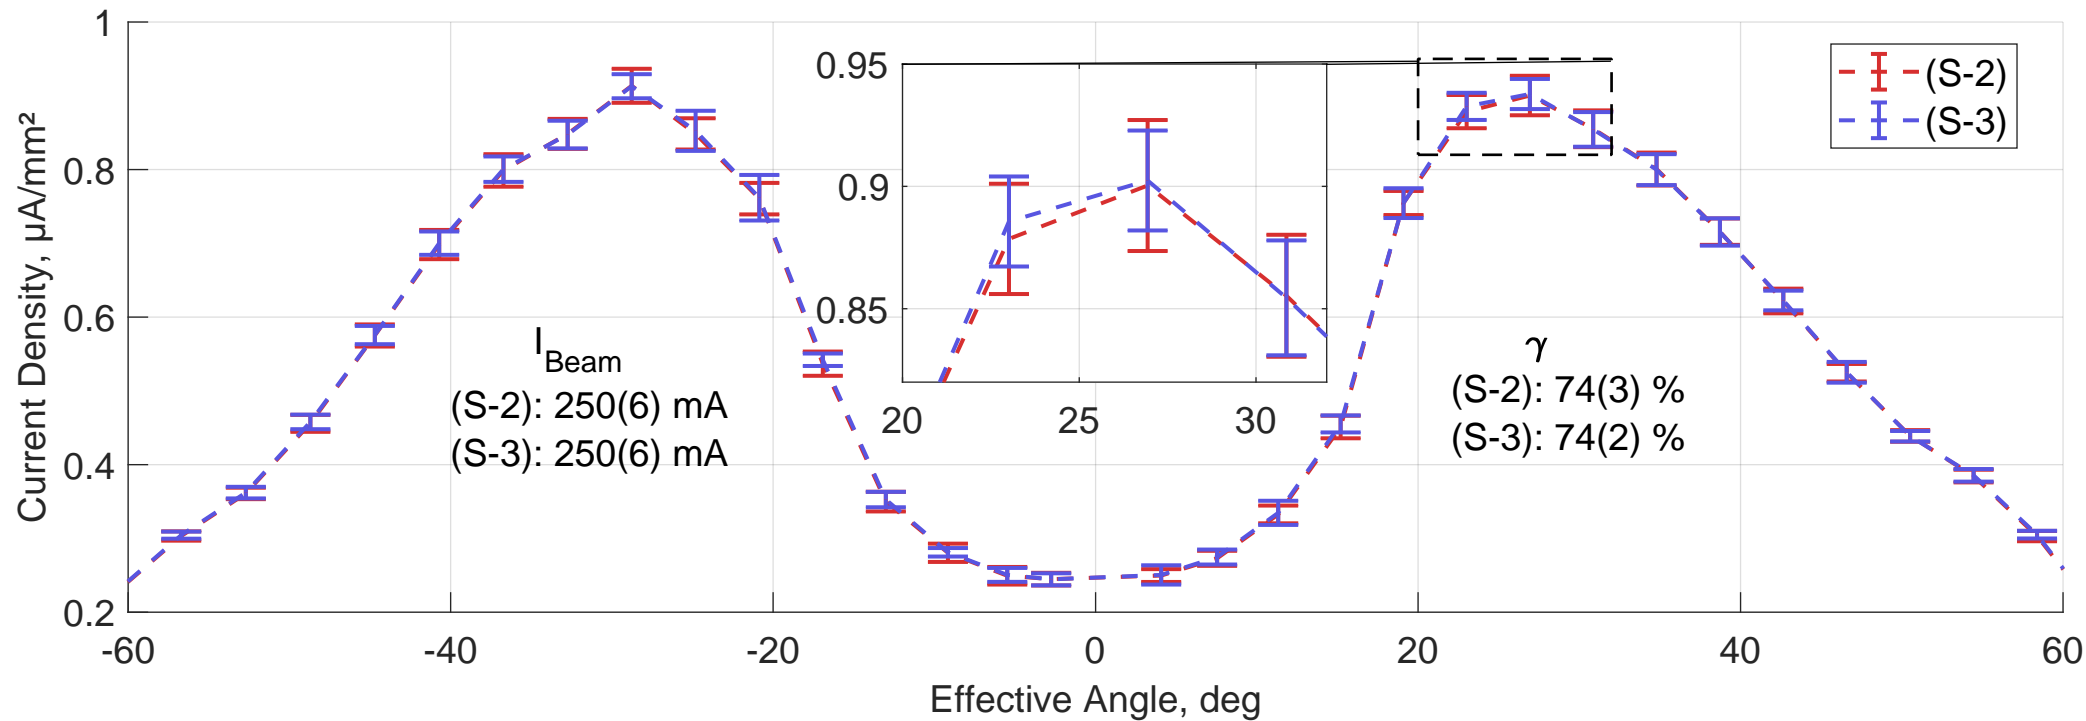 1
0.8
0.6
0.4
0.2
Current Density, µA/mm²
-60
-40
-20
0
20
40
60
Effective Angle, deg
I_Beam
(S-2): 250(6) mA
(S-3): 250(6) mA
0.95
0.9
0.85
20
25
30
γ
(S-2): 74(3) %
(S-3): 74(2) %
(S-2)
(S-3)